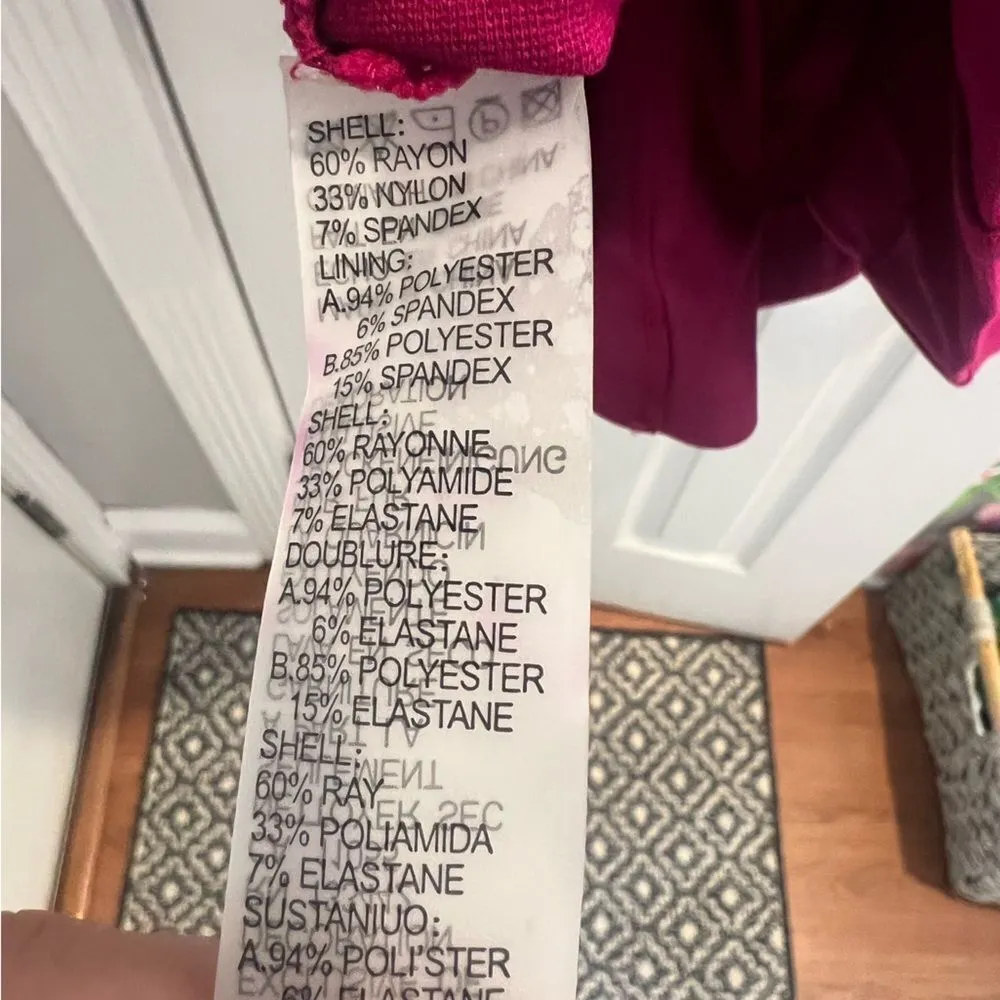 SHELL:
60% RAYON
33% NYLON
7% SPANDEX
LINING:
A.94% POLYESTER
6% SPANDEX
B.85% POLYESTER
15% SPANDEX
SHELL:
60% RAYONNE
33% POLYAMIDE
7% ELASTANE
DOUBLURE:
A.94% POLYESTER
6% ELASTANE
B.85% POLYESTER
15% ELASTANE
SHELL:
60% RAY
33% POLIAMIDA
7% ELASTANE
SUSTANIUO:
A.94% POLI'STER
6% ELASTANE